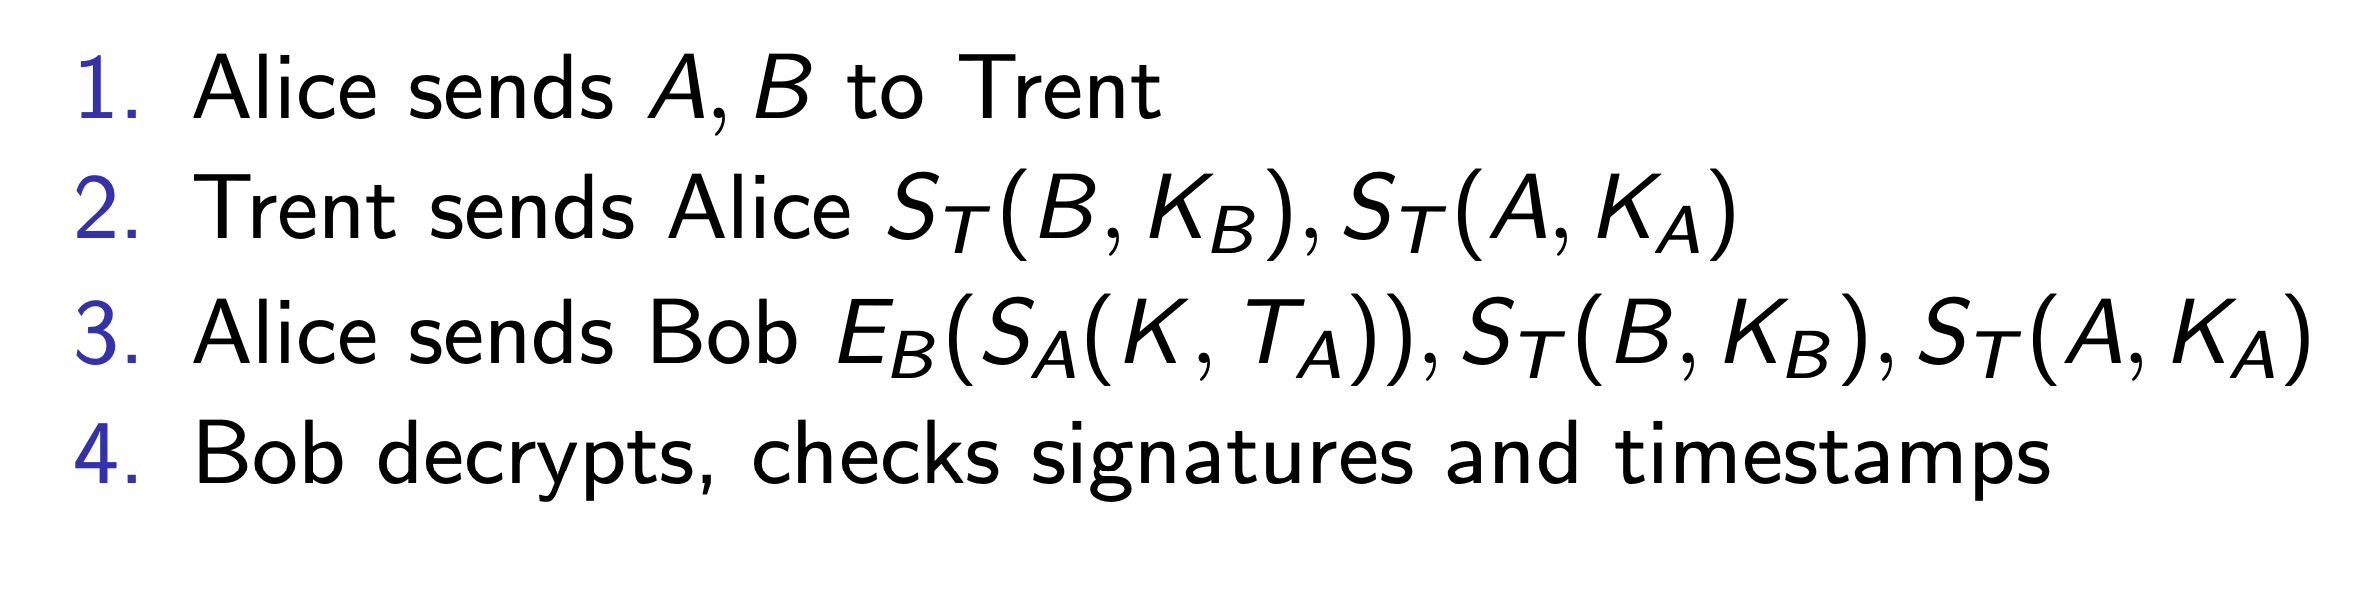 1. Alice sends A, B to Trent
2. Trent sends Alice S_T(B, K_B), S_T(A, K_A)
3. Alice sends Bob E_B(S_A(K, T_A)), S_T(B, K_B), S_T(A, K_A)
4. Bob decrypts, checks signatures and timestamps